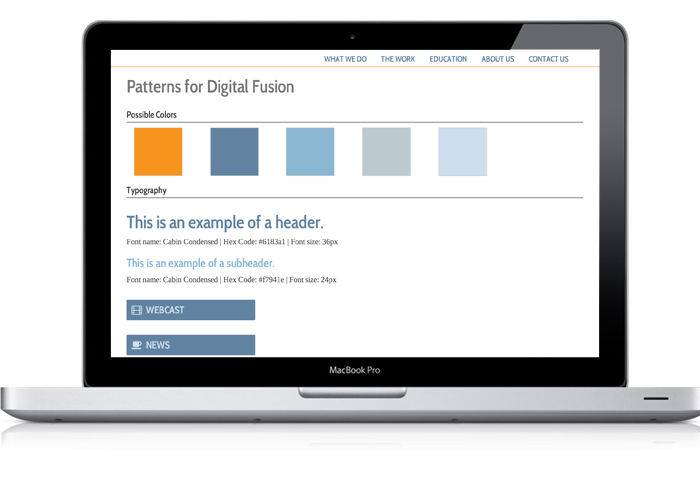 WHAT WE DO THE WORK EDUCATION ABOUT US CONTACT US
Patterns for Digital Fusion
Possible Colors
Typography
This is an example of a header.
Font name: Cabin Condensed | Hex Code: #6183a1 | Font size: 36px
This is an example of a subheader.
Font name: Cabin Condensed | Hex Code: #f7941e | Font size: 24px
WEBCAST
NEWS
MacBook Pro